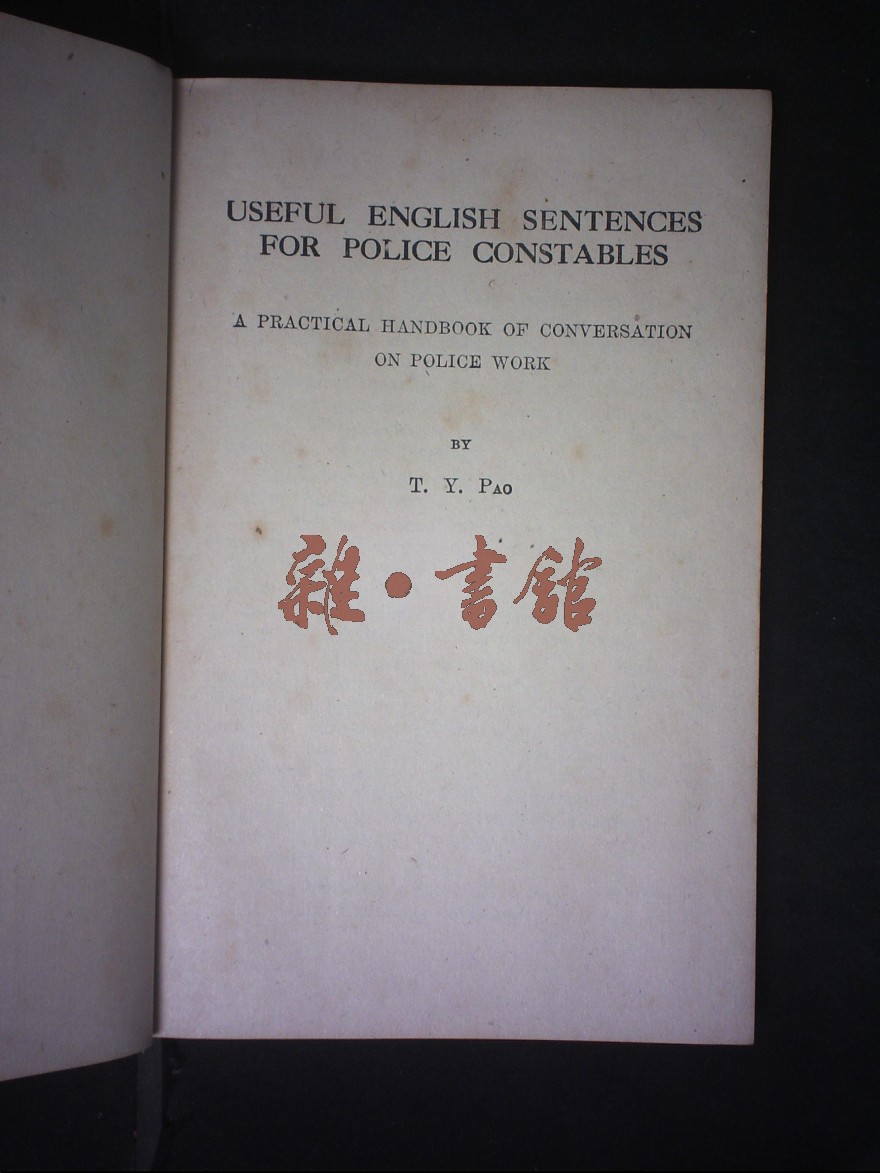 USEFUL ENGLISH SENTENCES
FOR POLICE CONSTABLES
A PRACTICAL HANDBOOK OF CONVERSATION
ON POLICE WORK
BY
T. Y. PAO
雜·書館